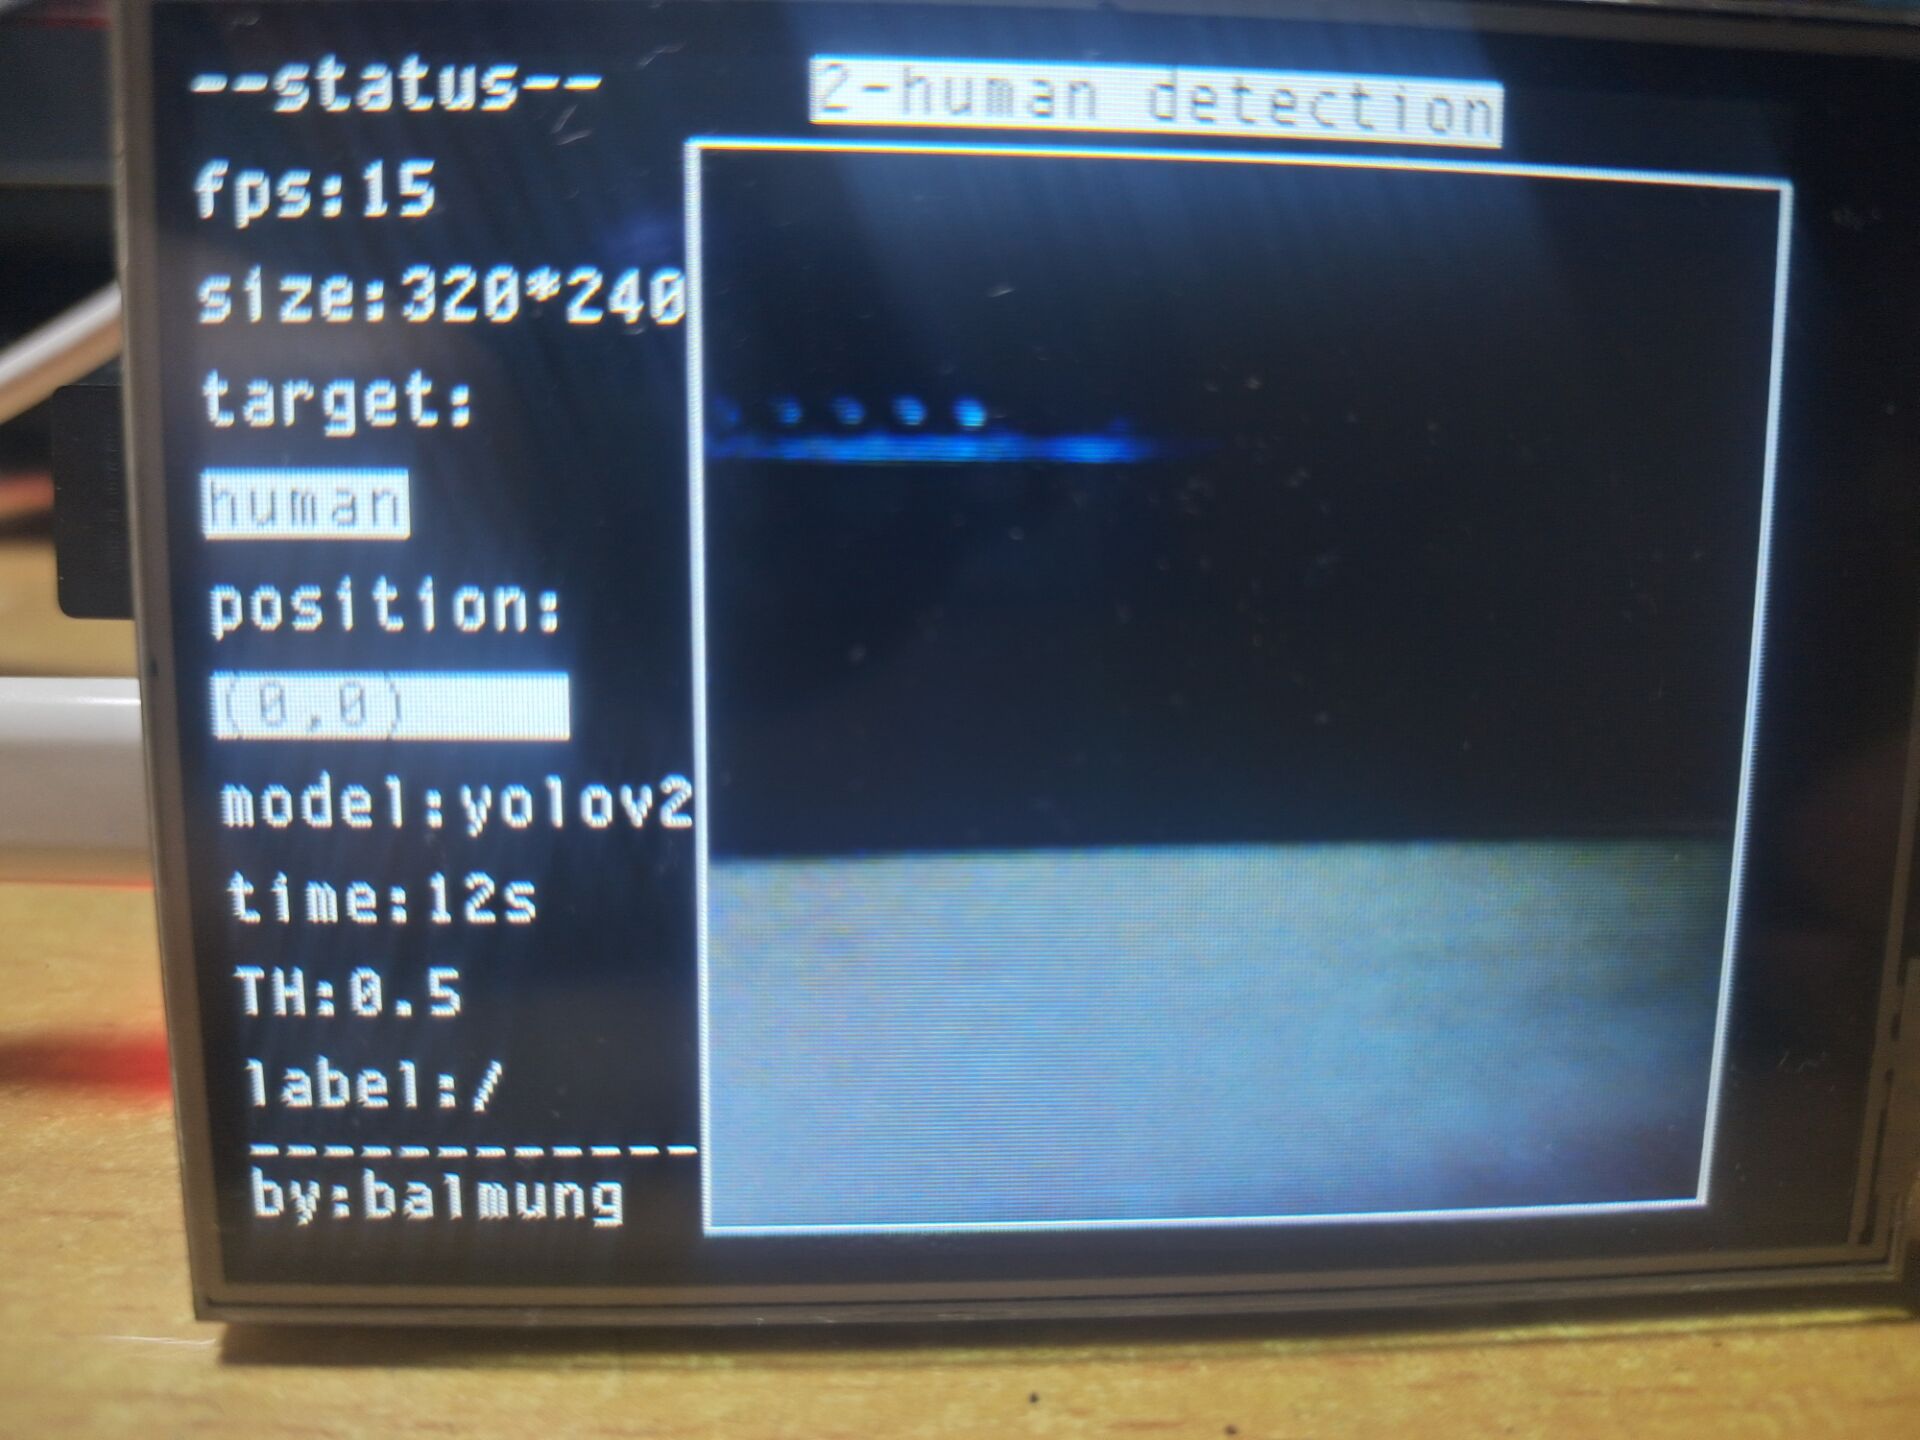 --status--
2-human detection
fps:15
size:320*240
target:
human
position:
(0,0)
model:yolov2
time:12s
TH:0.5
label:/
------------
by:balmung